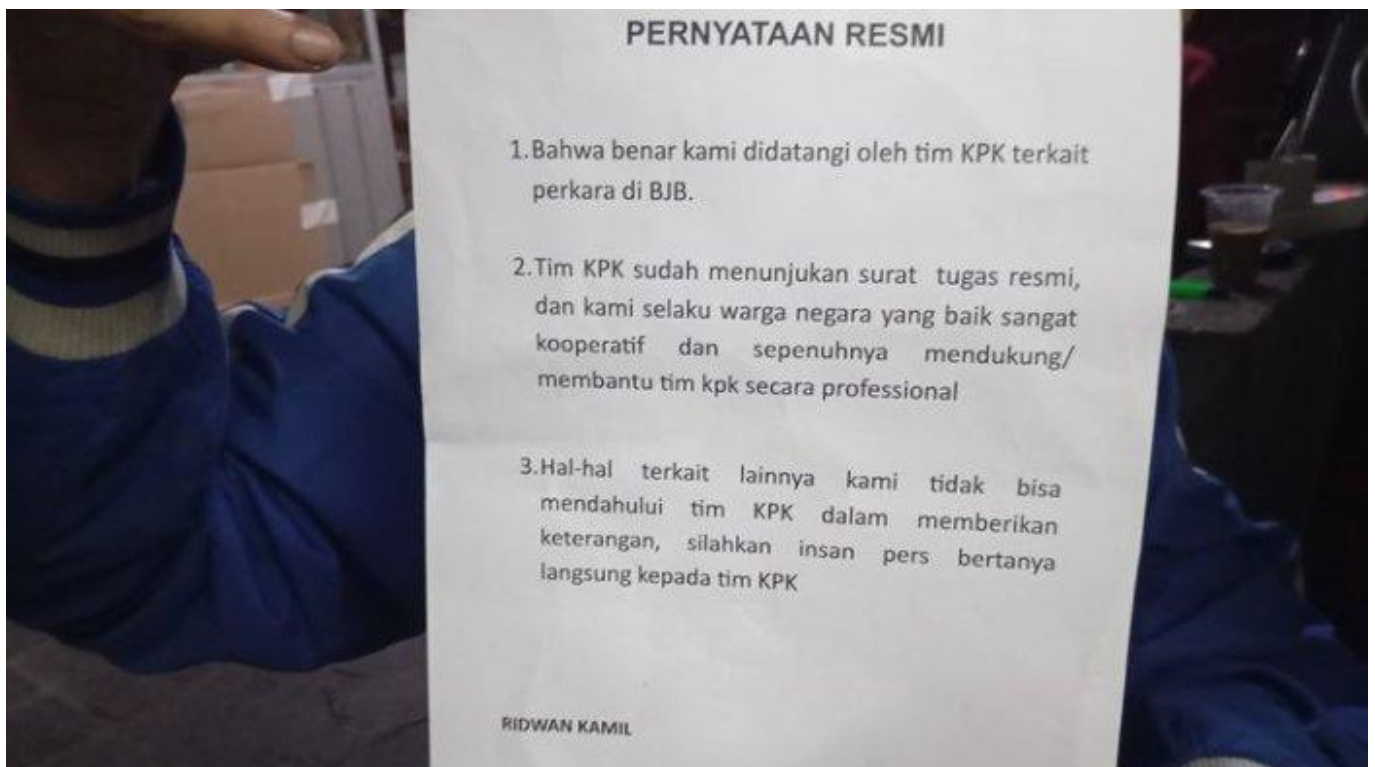 PERNYATAAN RESMI
1.Bahwa benar kami didatangi oleh tim KPK terkait
perkara di BJB.
2.Tim KPK sudah menunjukan surat tugas resmi,
dan kami selaku warga negara yang baik sangat
kooperatif dan sepenuhnya mendukung/
membantu tim kpk secara professional
3.Hal-hal terkait lainnya kami tidak bisa
mendahului tim KPK dalam memberikan
keterangan, silahkan insan pers bertanya
langsung kepada tim KPK
RIDWAN KAMIL